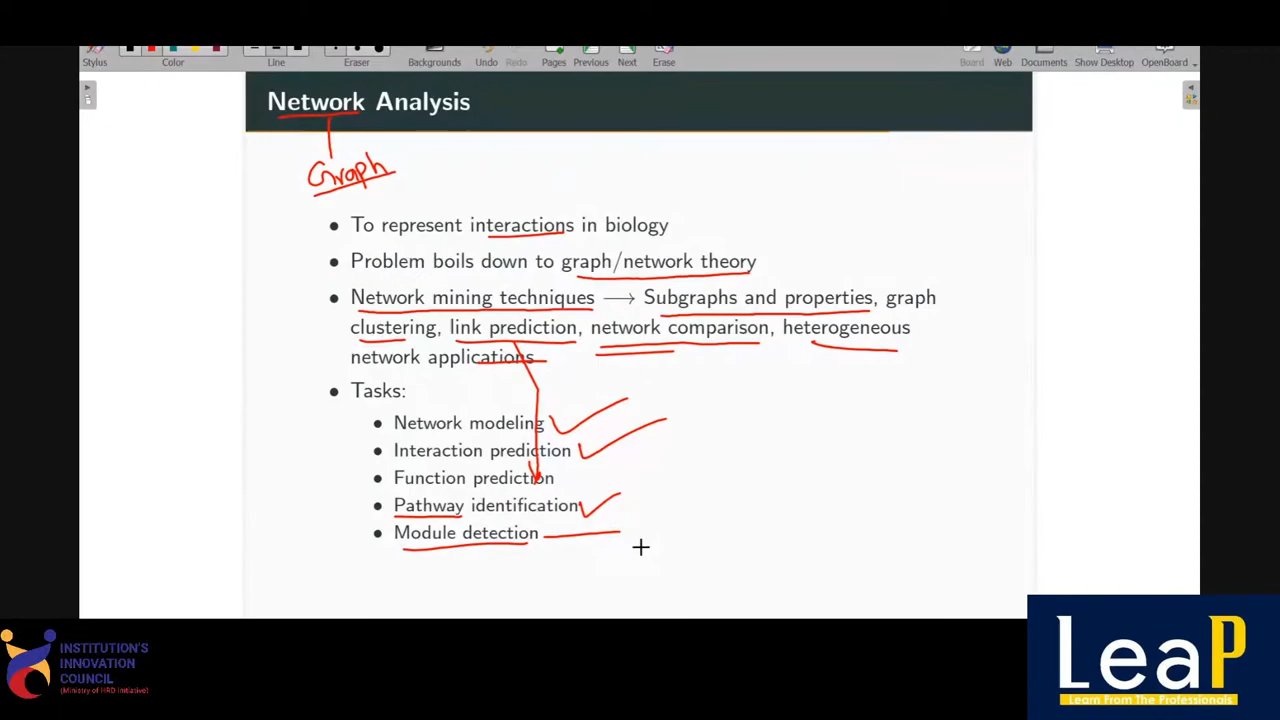 Stylus
Color
Line
Eraser
Backgrounds
Undo
Redo
Pages
Previous
Next
Erase
Board
Web
Documents
Show Desktop
OpenBoard
Network Analysis
Graph
• To represent interactions in biology
• Problem boils down to graph/network theory
• Network mining techniques ⟶ Subgraphs and properties, graph
clustering, link prediction, network comparison, heterogeneous
network applications
• Tasks:
• Network modeling
• Interaction prediction
• Function prediction
• Pathway identification
• Module detection
INSTITUTION'S
INNOVATION
COUNCIL
(Ministry of HRD Initiative)
LeaP
Learn From The Professionals